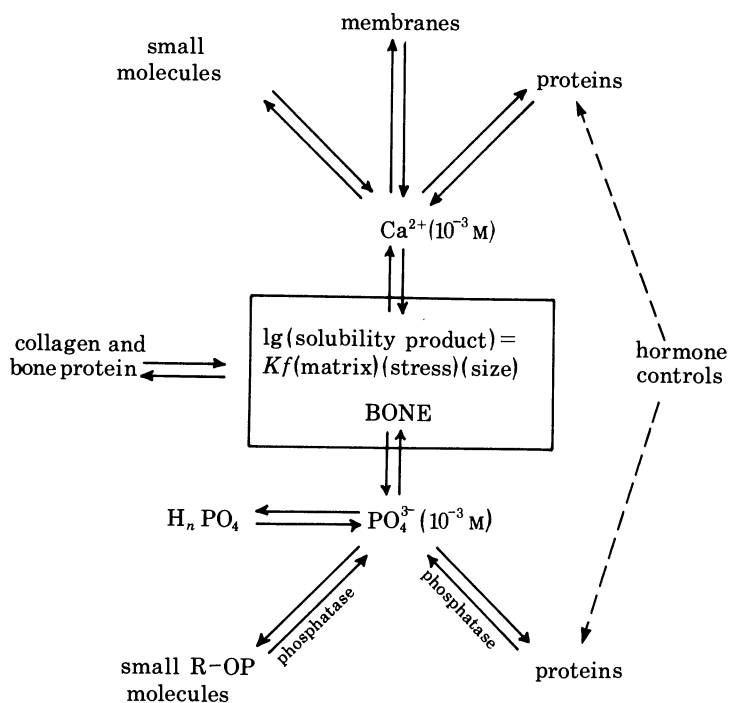 membranes
small
molecules
proteins
Ca²⁺ (10⁻³ M)
lg (solubility product) =
Kf(matrix)(stress)(size)
BONE
collagen and
bone protein
hormone
controls
HₙPO₄
PO₄³⁻ (10⁻³ M)
phosphatase
phosphatase
small R-OP
molecules
proteins